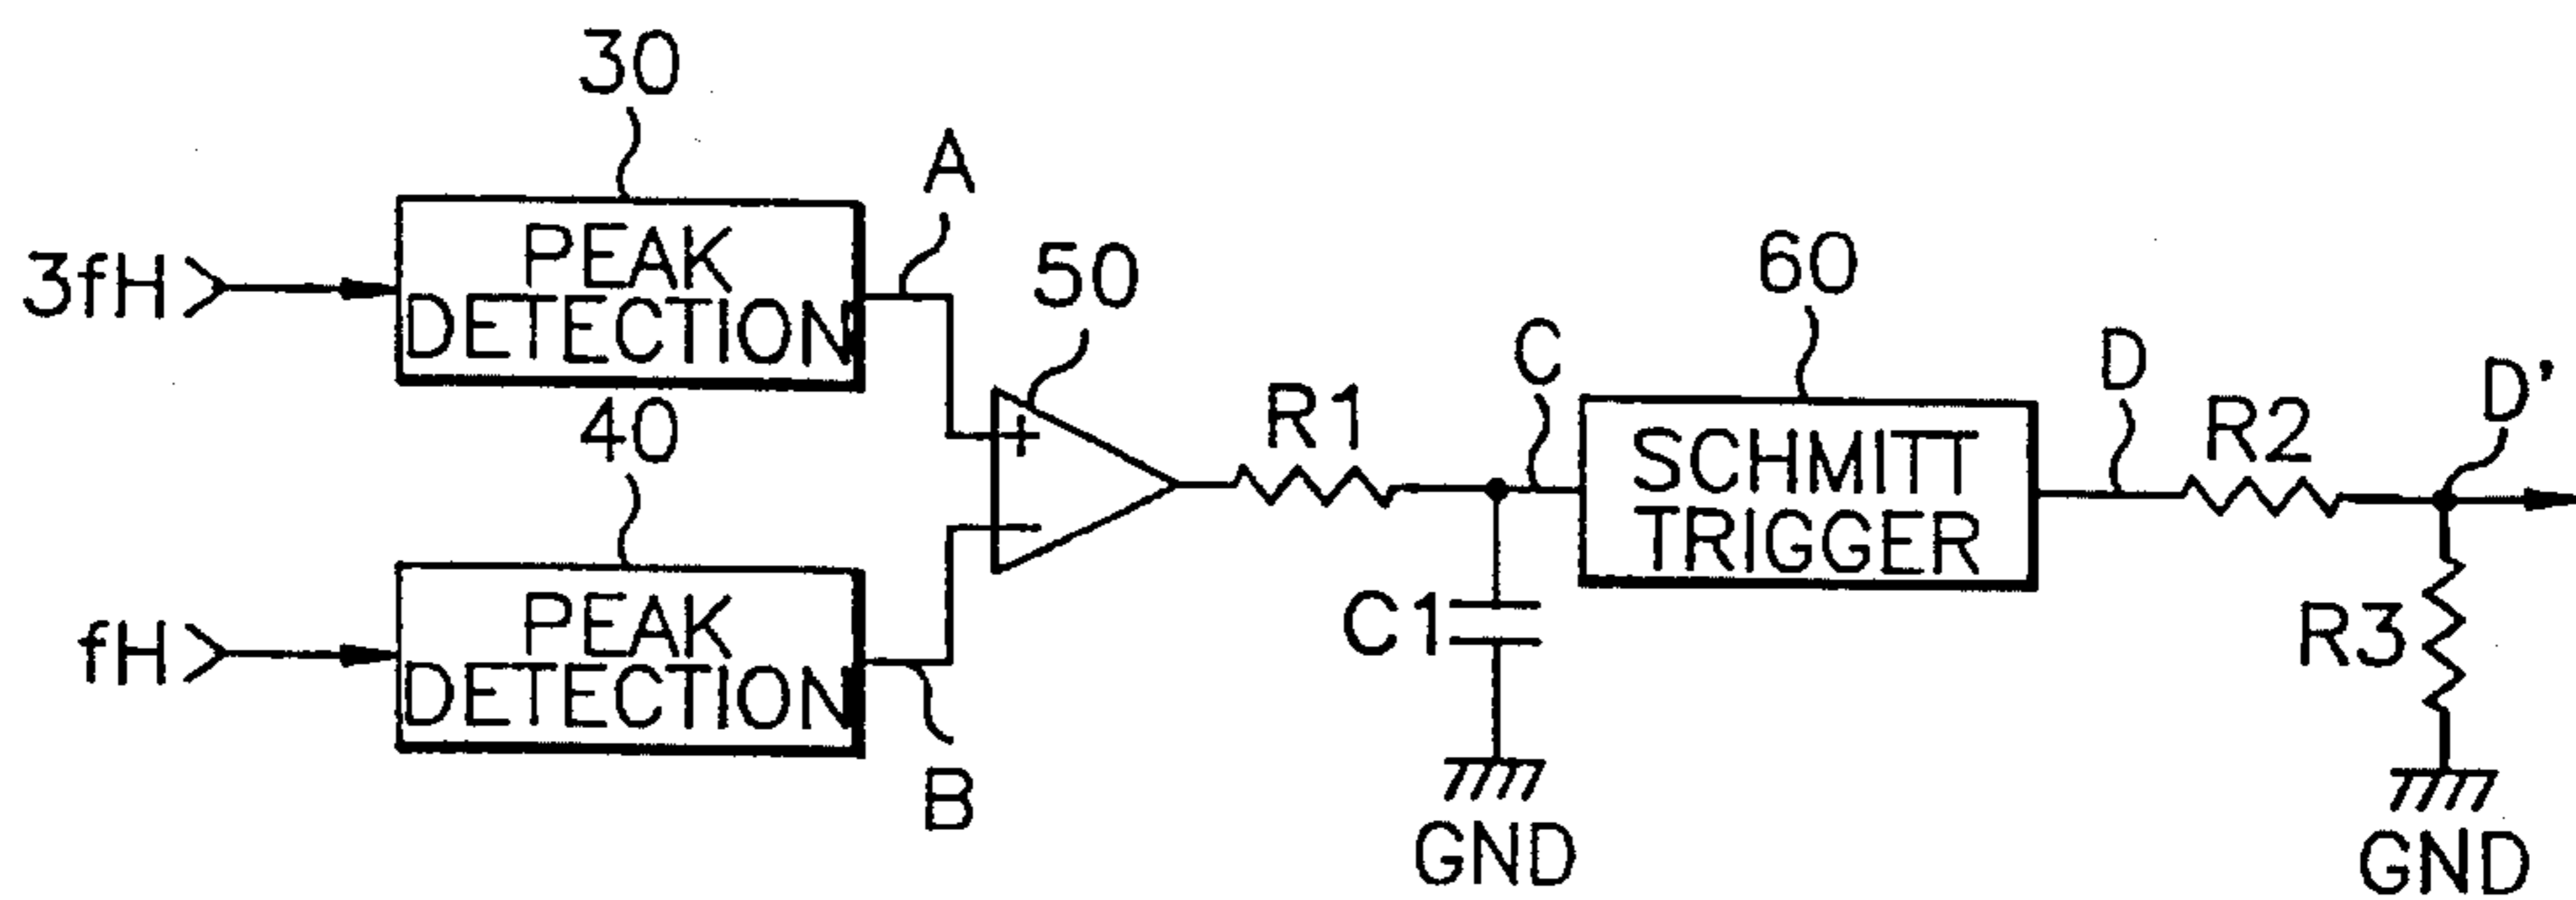 30
A
3fH
PEAK
DETECTION
50
40
fH
PEAK
DETECTION
B
+
−
R1
C
C1
GND
60
SCHMITT
TRIGGER
D
R2
D'
R3
GND